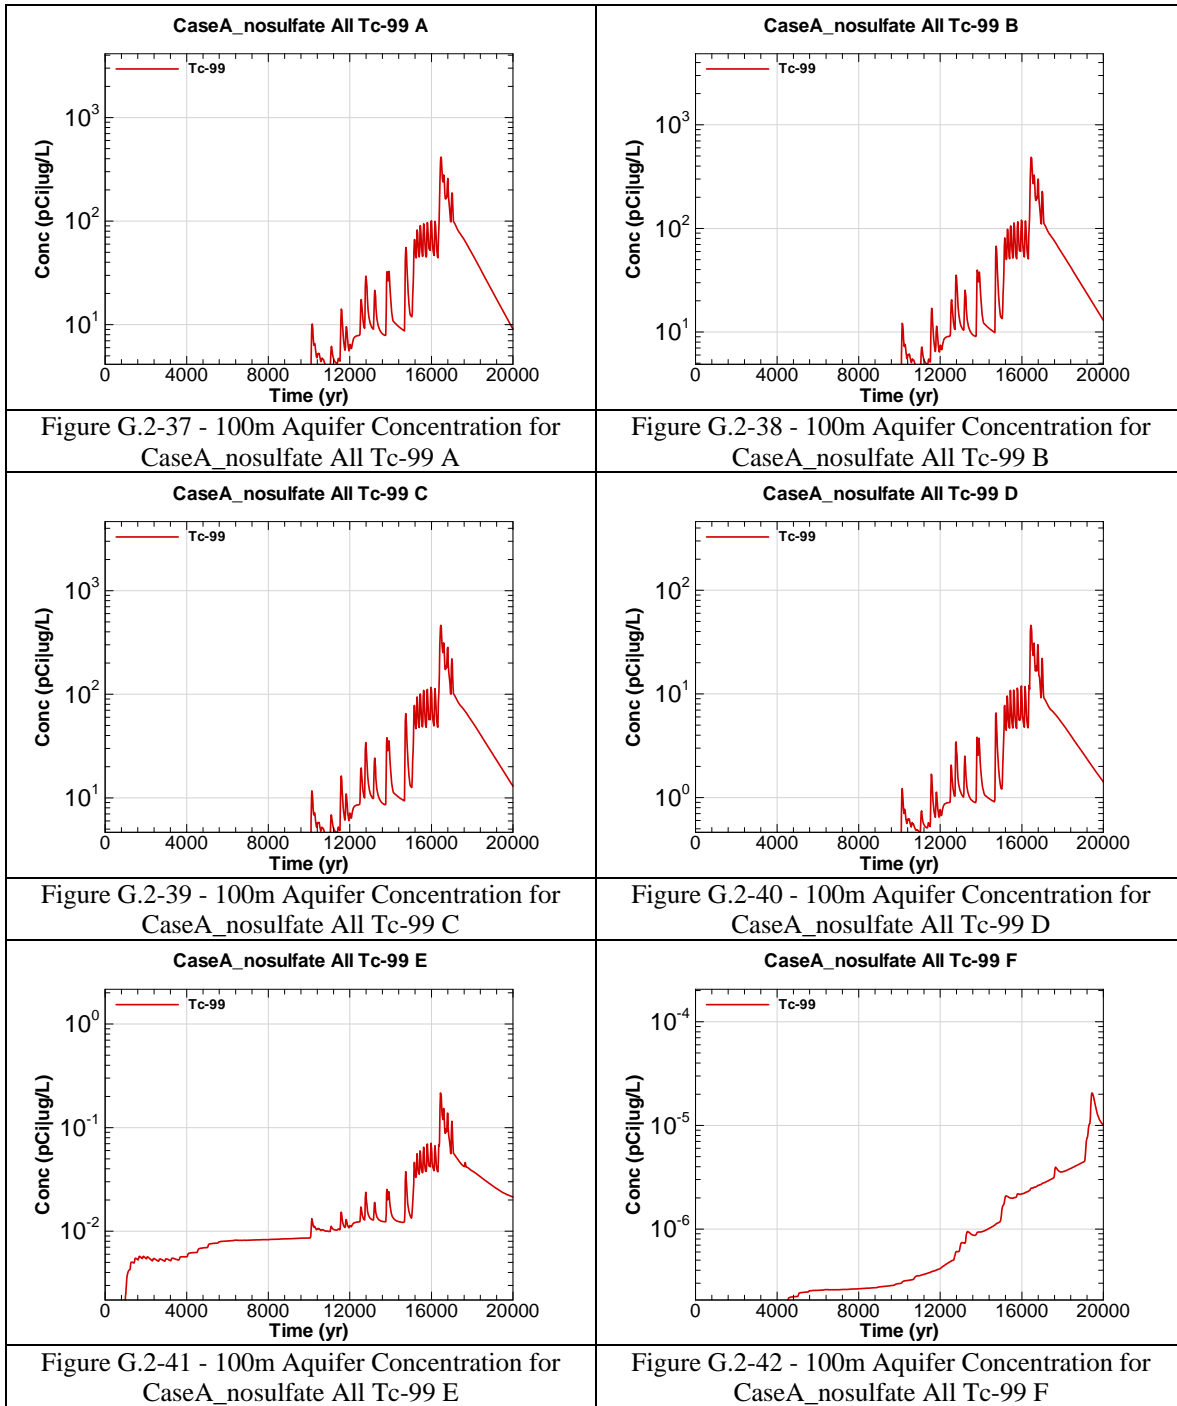 CaseA_nosulfate All Tc-99 A
Tc-99
10^3
10^2
10^1
Conc (pCi|ug/L)
0 4000 8000 12000 16000 20000
Time (yr)
Figure G.2-37 - 100m Aquifer Concentration for
CaseA_nosulfate All Tc-99 A
CaseA_nosulfate All Tc-99 B
Tc-99
10^3
10^2
10^1
Conc (pCi|ug/L)
0 4000 8000 12000 16000 20000
Time (yr)
Figure G.2-38 - 100m Aquifer Concentration for
CaseA_nosulfate All Tc-99 B
CaseA_nosulfate All Tc-99 C
Tc-99
10^3
10^2
10^1
Conc (pCi|ug/L)
0 4000 8000 12000 16000 20000
Time (yr)
Figure G.2-39 - 100m Aquifer Concentration for
CaseA_nosulfate All Tc-99 C
CaseA_nosulfate All Tc-99 D
Tc-99
10^2
10^1
10^0
Conc (pCi|ug/L)
0 4000 8000 12000 16000 20000
Time (yr)
Figure G.2-40 - 100m Aquifer Concentration for
CaseA_nosulfate All Tc-99 D
CaseA_nosulfate All Tc-99 E
Tc-99
10^0
10^-1
10^-2
Conc (pCi|ug/L)
0 4000 8000 12000 16000 20000
Time (yr)
Figure G.2-41 - 100m Aquifer Concentration for
CaseA_nosulfate All Tc-99 E
CaseA_nosulfate All Tc-99 F
Tc-99
10^-4
10^-5
10^-6
Conc (pCi|ug/L)
0 4000 8000 12000 16000 20000
Time (yr)
Figure G.2-42 - 100m Aquifer Concentration for
CaseA_nosulfate All Tc-99 F